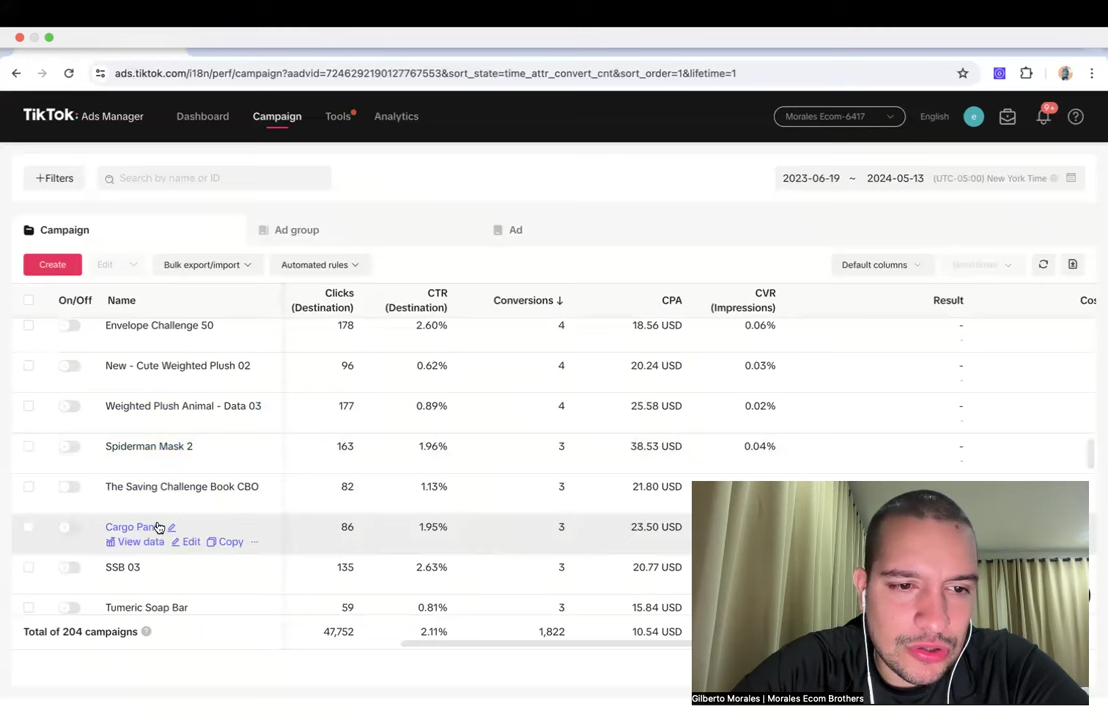 ads.tiktok.com/i18n/perf/campaign?aadvid=7246292190127767553&sort_state=time_attr_convert_cnt&sort_order=1&lifetime=1
TikTok: Ads Manager Dashboard Campaign Tools Analytics Morales Ecom-6417 English e 9+
+Filters Search by name or ID 2023-06-19 ~ 2024-05-13 (UTC-05:00) New York Time
Campaign Ad group Ad
Create Edit Bulk export/import Automated rules Default columns
On/Off Name Clicks (Destination) CTR (Destination) Conversions ↓ CPA CVR (Impressions) Result Cos
Envelope Challenge 50 178 2.60% 4 18.56 USD 0.06% -
-
New - Cute Weighted Plush 02 96 0.62% 4 20.24 USD 0.03% -
-
Weighted Plush Animal - Data 03 177 0.89% 4 25.58 USD 0.02% -
-
Spiderman Mask 2 163 1.96% 3 38.53 USD 0.04% -
-
The Saving Challenge Book CBO 82 1.13% 3 21.80 USD
Cargo Pan 86 1.95% 3 23.50 USD
View data Edit Copy ...
SSB 03 135 2.63% 3 20.77 USD
Tumeric Soap Bar 59 0.81% 3 15.84 USD
Total of 204 campaigns 47,752 2.11% 1,822 10.54 USD
Gilberto Morales | Morales Ecom Brothers